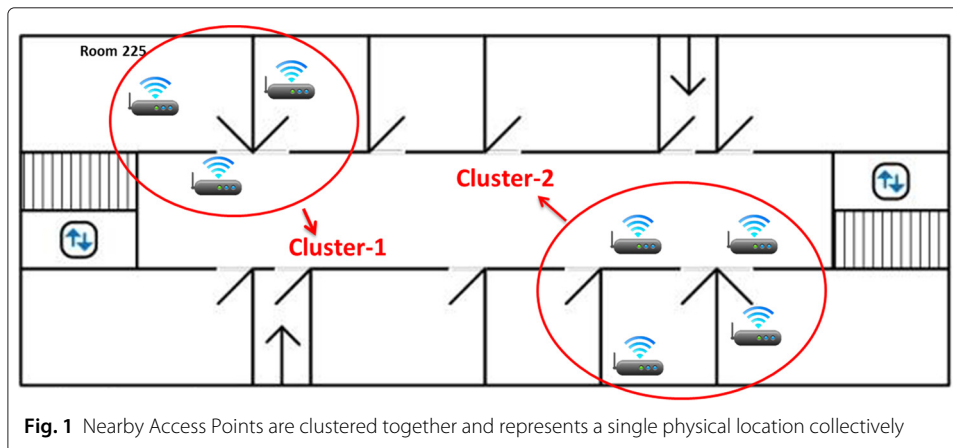 Room 225
Cluster-2
Cluster-1
Fig. 1 Nearby Access Points are clustered together and represents a single physical location collectively